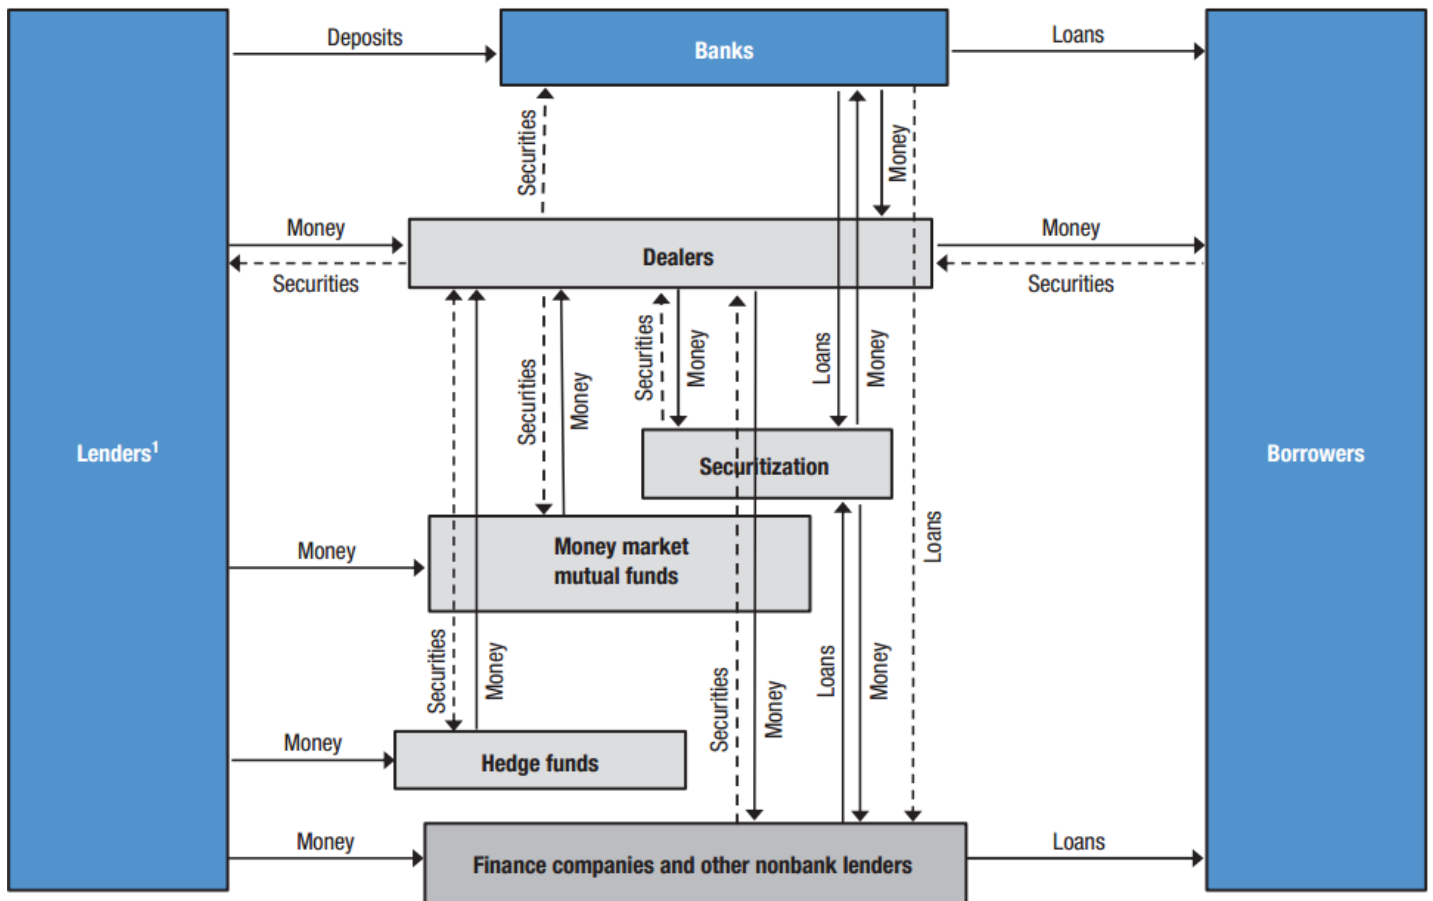 Deposits
Banks
Loans
Securities
Money
Money
Dealers
Money
Securities
Securities
Securities
Money
Securities
Money
Loans
Money
Lenders¹
Securitization
Borrowers
Money
Money market
mutual funds
Loans
Securities
Money
Securities
Money
Loans
Money
Money
Hedge funds
Money
Finance companies and other nonbank lenders
Loans